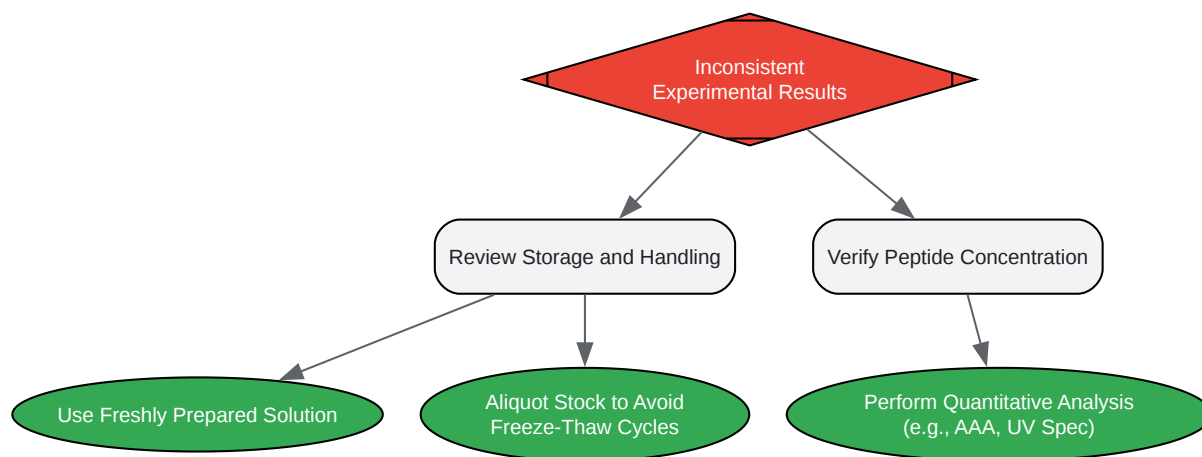 Inconsistent
Experimental Results
Review Storage and Handling
Verify Peptide Concentration
Use Freshly Prepared Solution
Aliquot Stock to Avoid
Freeze-Thaw Cycles
Perform Quantitative Analysis
(e.g., AAA, UV Spec)